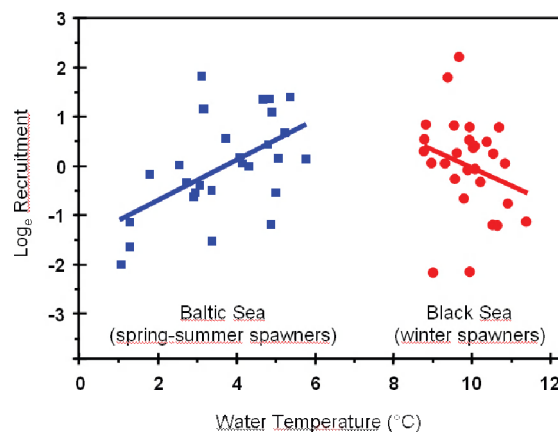 3
2
1
0
-1
-2
-3
Logₑ Recruitment
Baltic Sea
(spring-summer spawners)
Black Sea
(winter spawners)
0 2 4 6 8 10 12
Water Temperature (°C)